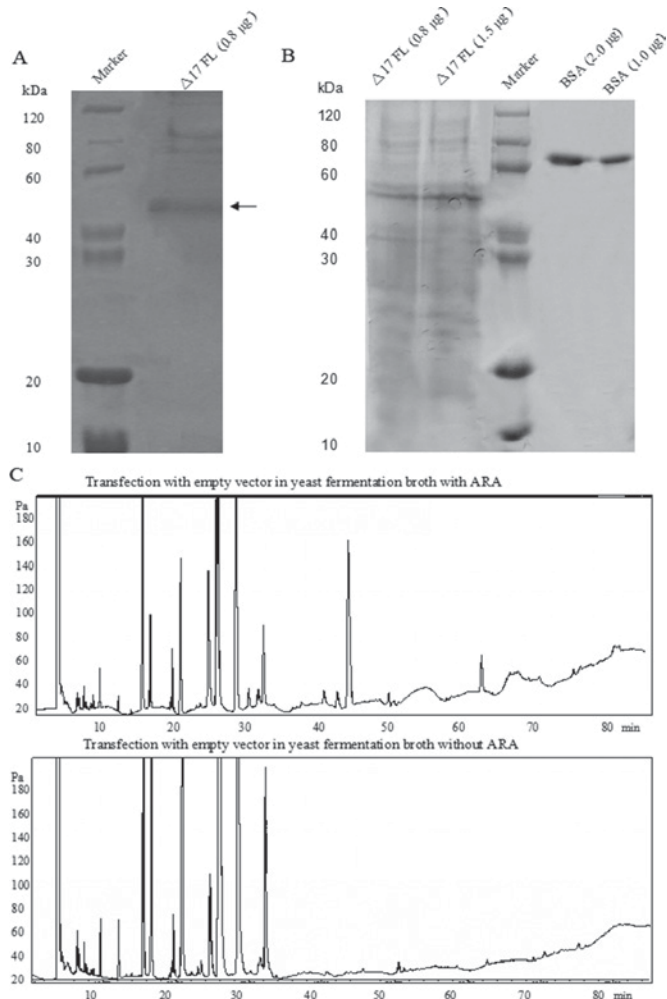 A
B
Marker
△17 FL (0.8 µg)
△17 FL (0.8 µg)
△17 FL (1.5 µg)
Marker
BSA (2.0 µg)
BSA (1.0 µg)
kDa
120
80
60
40
30
20
10
kDa
120
80
60
40
30
20
10
C
Transfection with empty vector in yeast fermentation broth with ARA
Pa
180
160
140
120
100
80
60
40
20
10 20 30 40 50 60 70 80 min
Transfection with empty vector in yeast fermentation broth without ARA
Pa
180
160
140
120
100
80
60
40
20
10 20 30 40 50 60 70 80 min